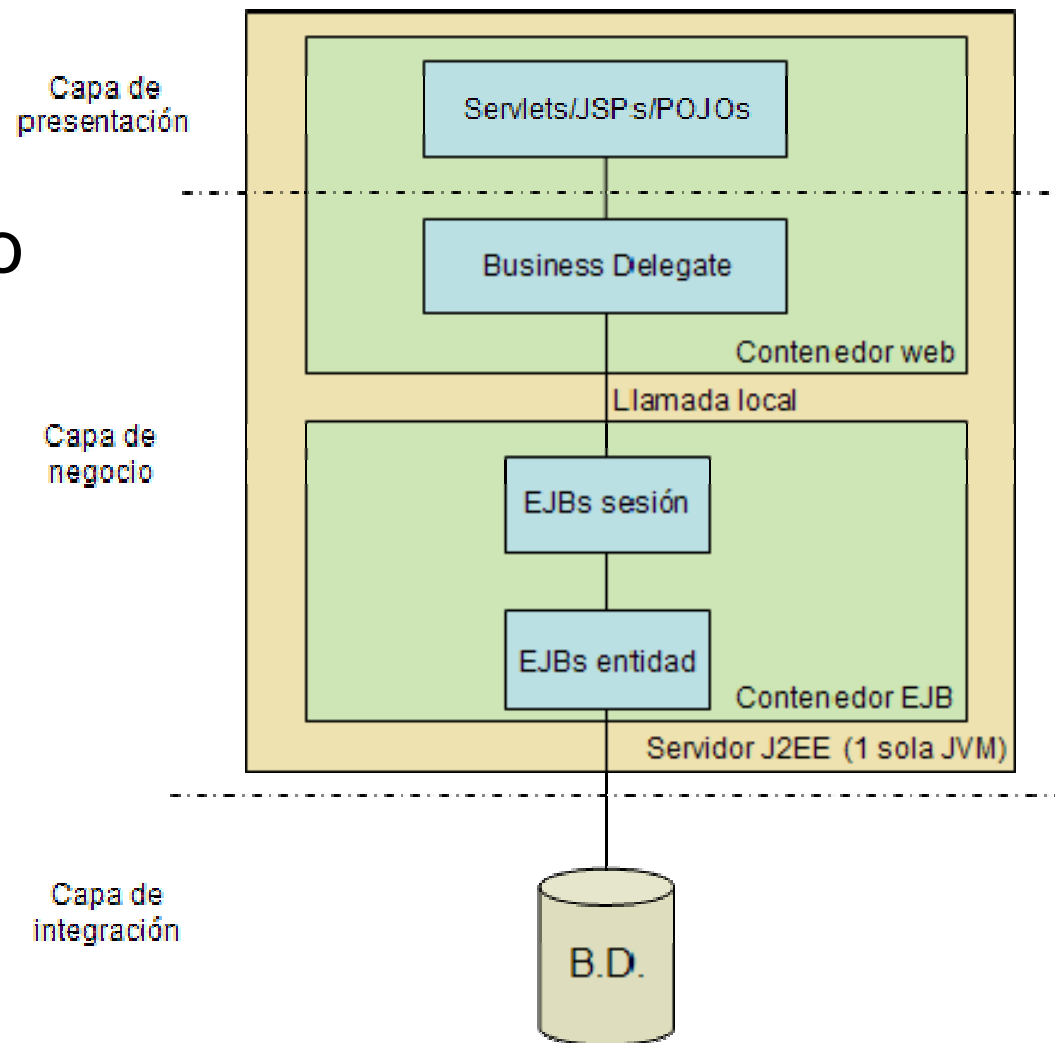 Capa de
presentación
Servlets/JSPs/POJOs
o
Business Delegate
Contenedor web
Llamada local
Capa de
negocio
EJBs sesión
EJBs entidad
Contenedor EJB
Servidor J2EE (1 sola JVM)
Capa de
integración
B.D.